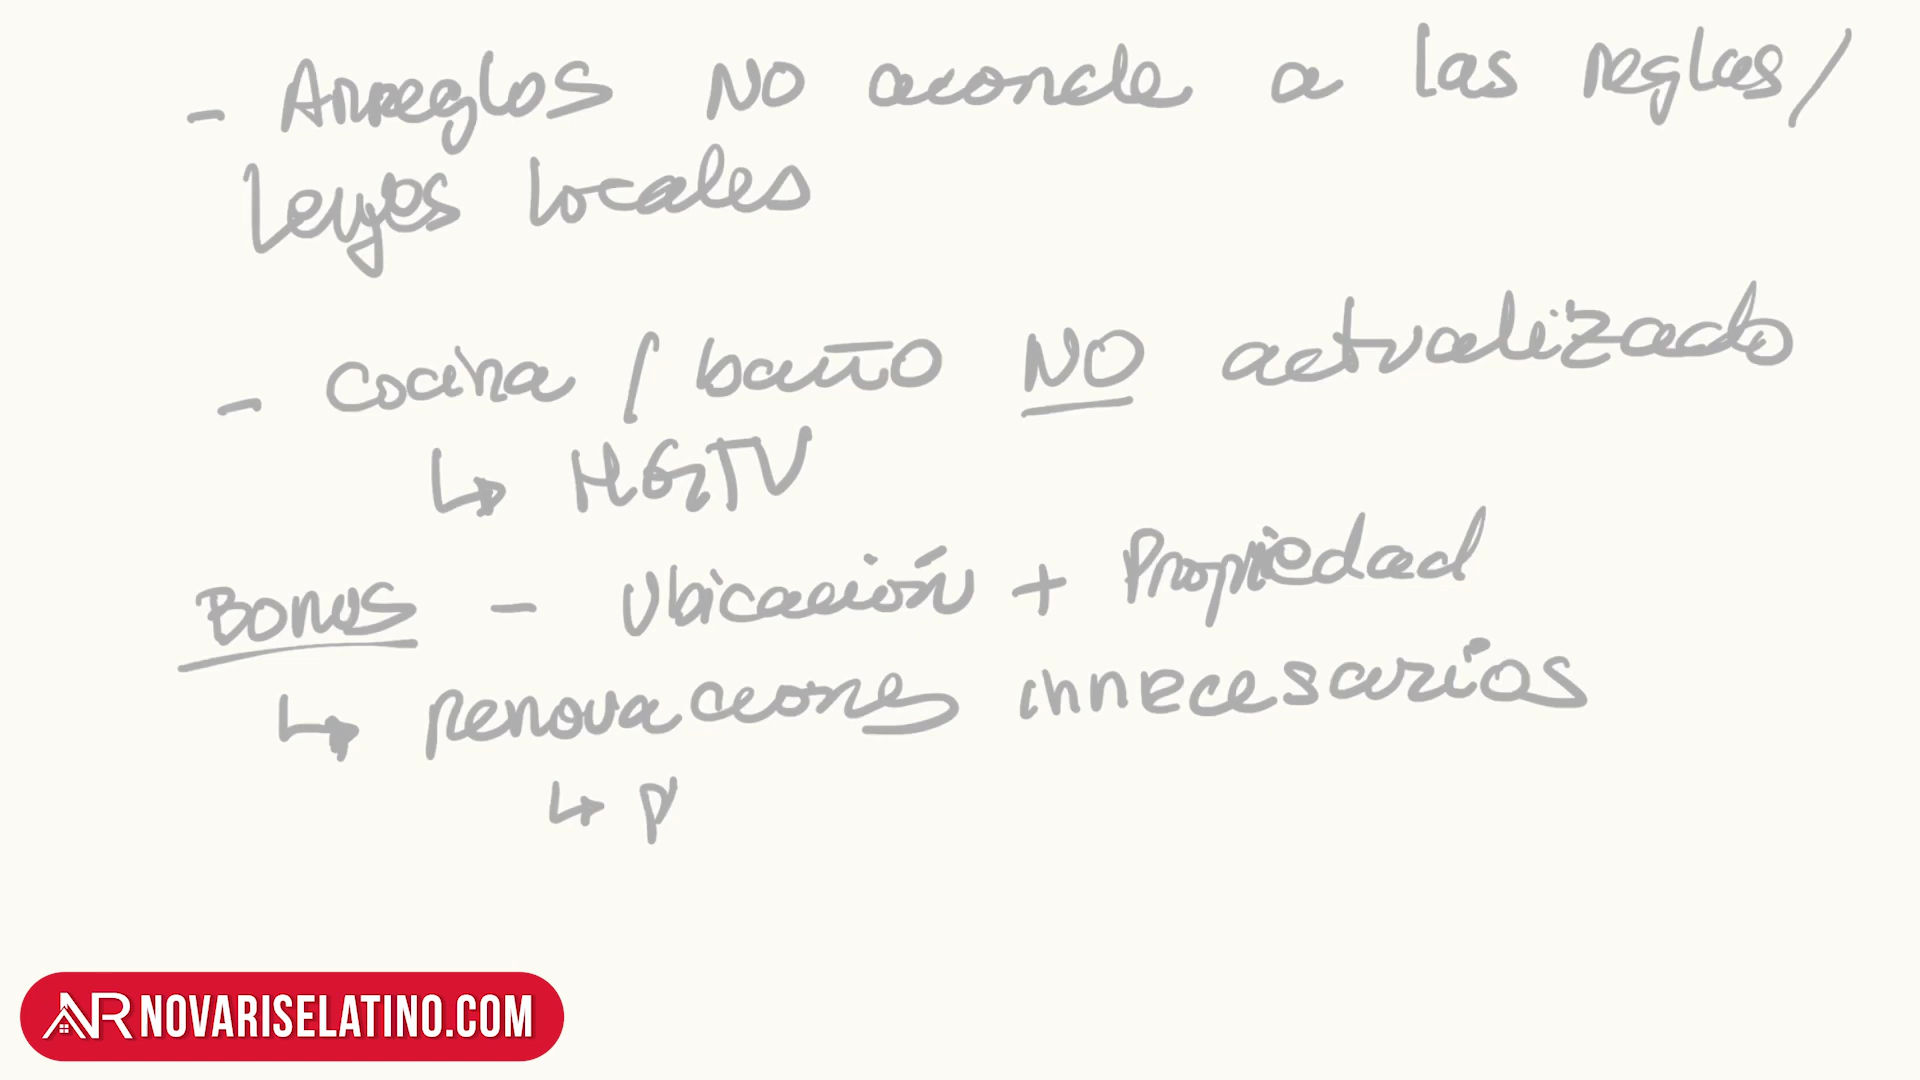 - Arreglos NO acorde a las reglas/
Leyes locales
- Cocina / baño NO actualizado
↳ HGTV
Bonus - Ubicación + Propiedad
↳ renovaciones innecesarios
↳ p
NR NOVARISELATINO.COM